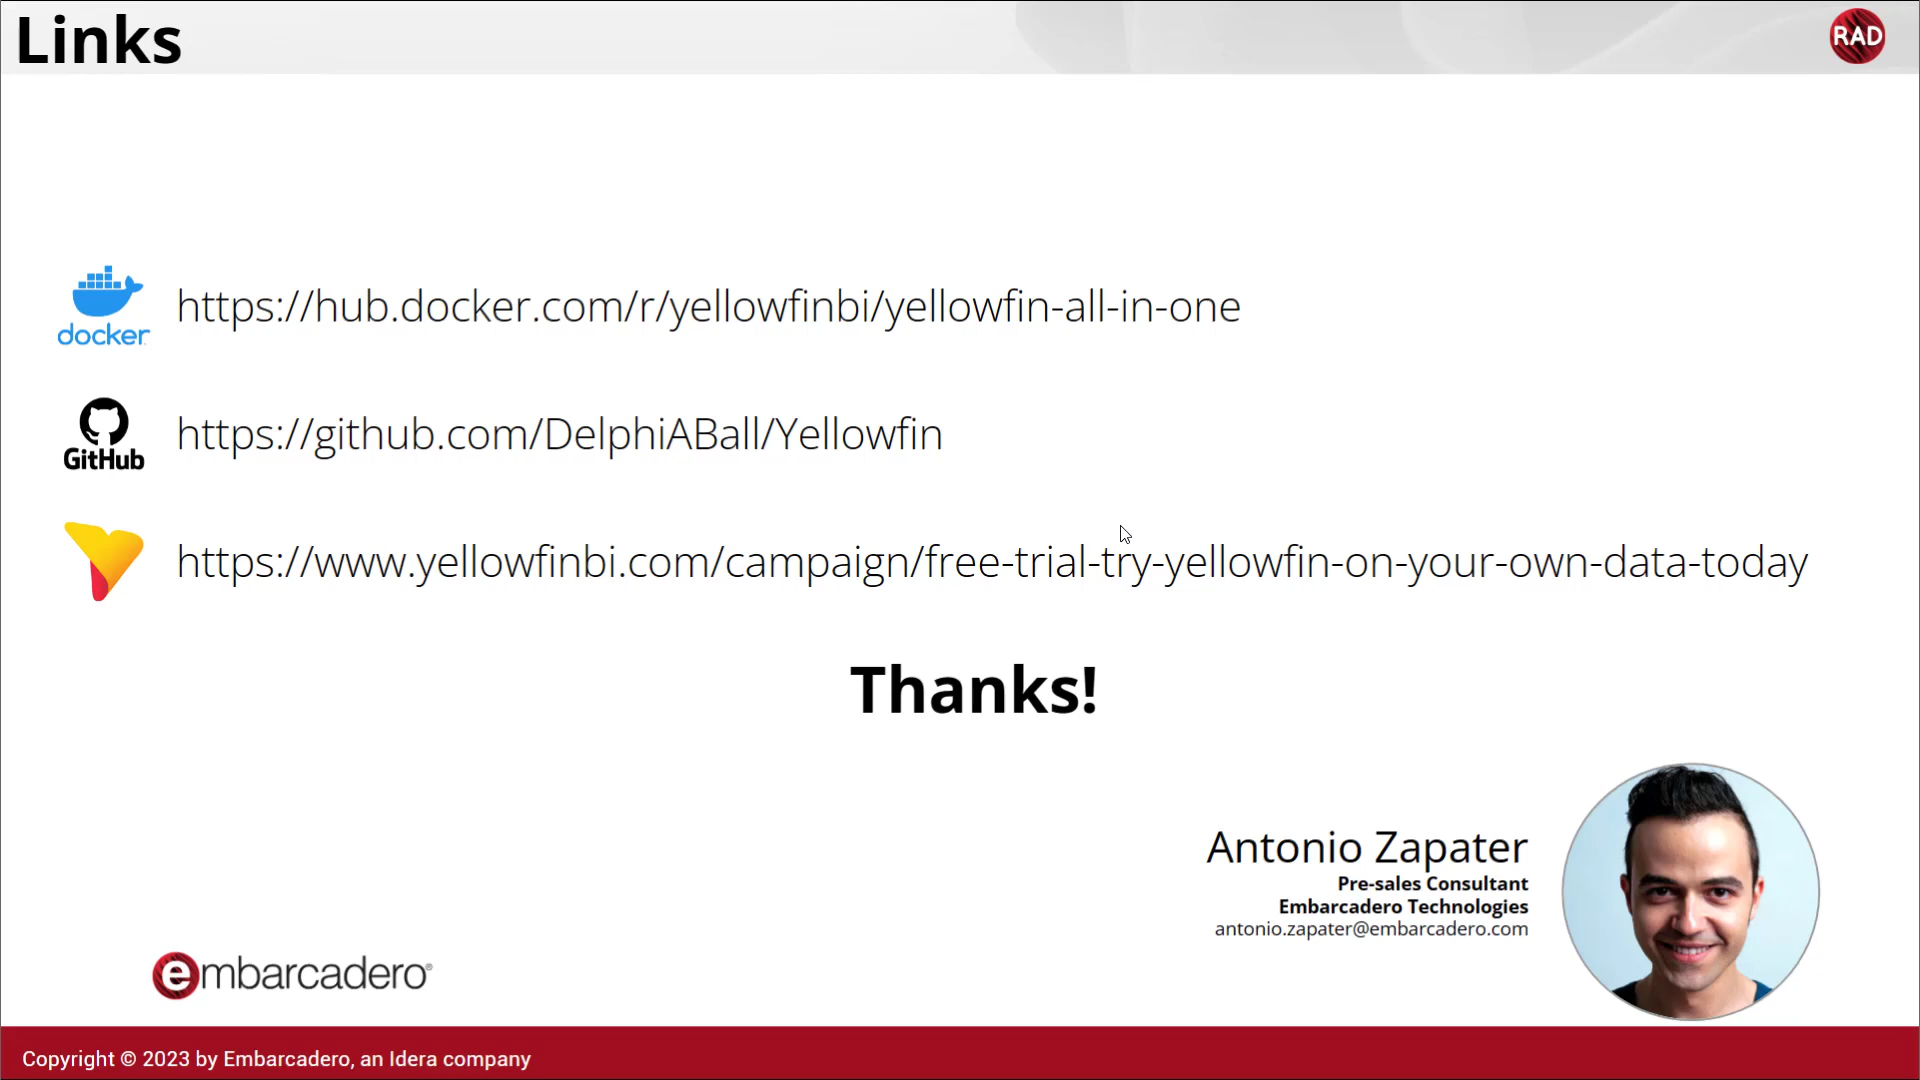 Links
RAD
docker
https://hub.docker.com/r/yellowfinbi/yellowfin-all-in-one
GitHub
https://github.com/DelphiABall/Yellowfin
https://www.yellowfinbi.com/campaign/free-trial-try-yellowfin-on-your-own-data-today
Thanks!
Antonio Zapater
Pre-sales Consultant
Embarcadero Technologies
antonio.zapater@embarcadero.com
embarcadero®
Copyright © 2023 by Embarcadero, an Idera company